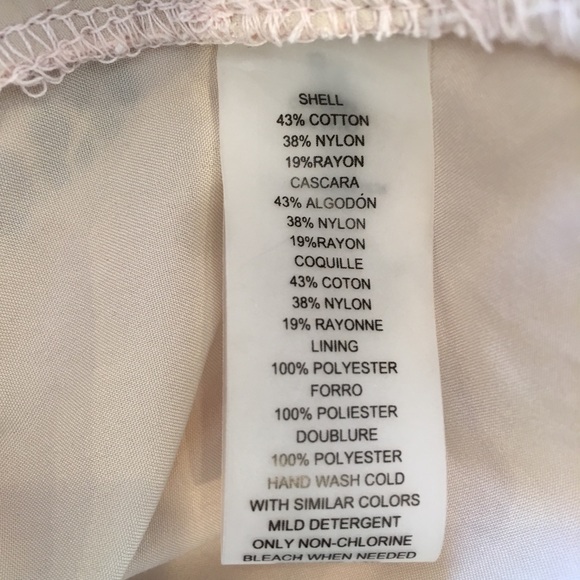 SHELL
43% COTTON
38% NYLON
19%RAYON
CASCARA
43% ALGODÓN
38% NYLON
19%RAYON
COQUILLE
43% COTON
38% NYLON
19% RAYONNE
LINING
100% POLYESTER
FORRO
100% POLIESTER
DOUBLURE
100% POLYESTER
HAND WASH COLD
WITH SIMILAR COLORS
MILD DETERGENT
ONLY NON-CHLORINE
BLEACH WHEN NEEDED